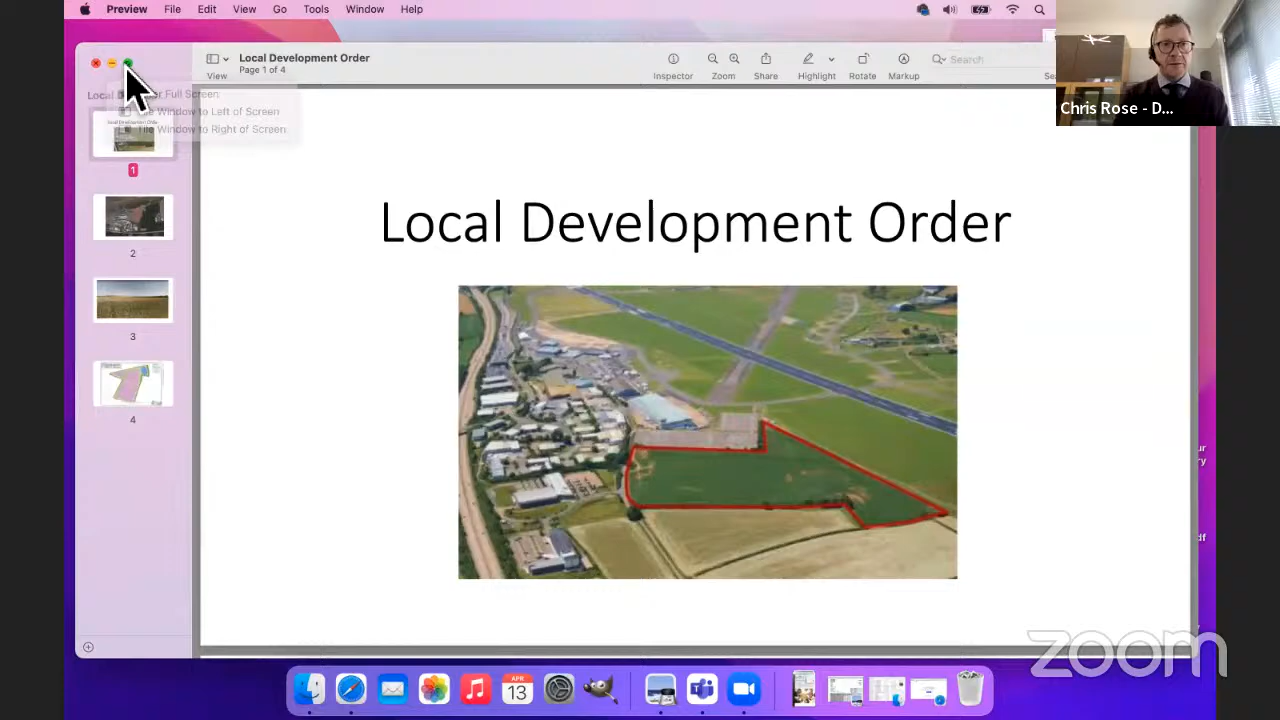 Preview File Edit View Go Tools Window Help
Local Development Order
Page 1 of 4
View
Inspector
Zoom
Share
Highlight
Rotate
Markup
Search
Chris Rose - D...
Full Screen
Window to Left of Screen
Window to Right of Screen
1
2
3
4
Local Development Order
APR
13
zoom